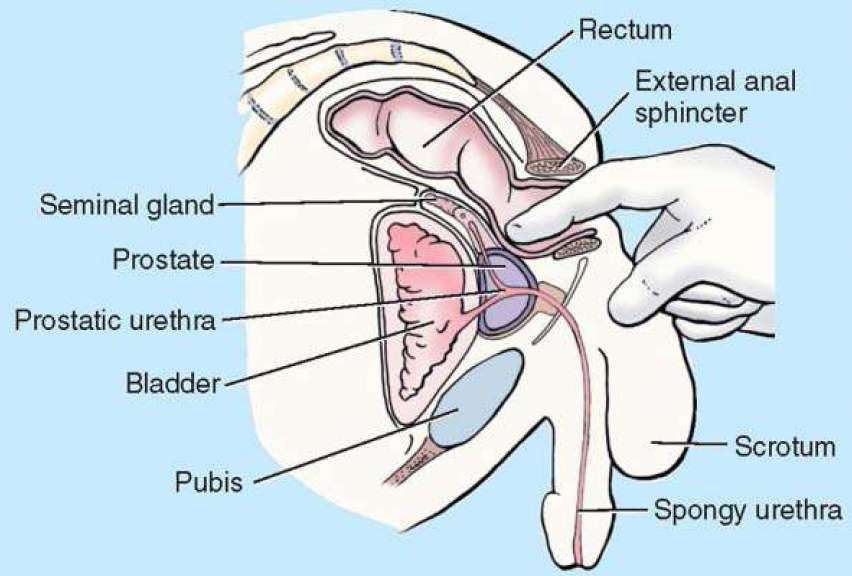 Rectum
External anal
sphincter
Seminal gland
Prostate
Prostatic urethra
Bladder
Pubis
Scrotum
Spongy urethra